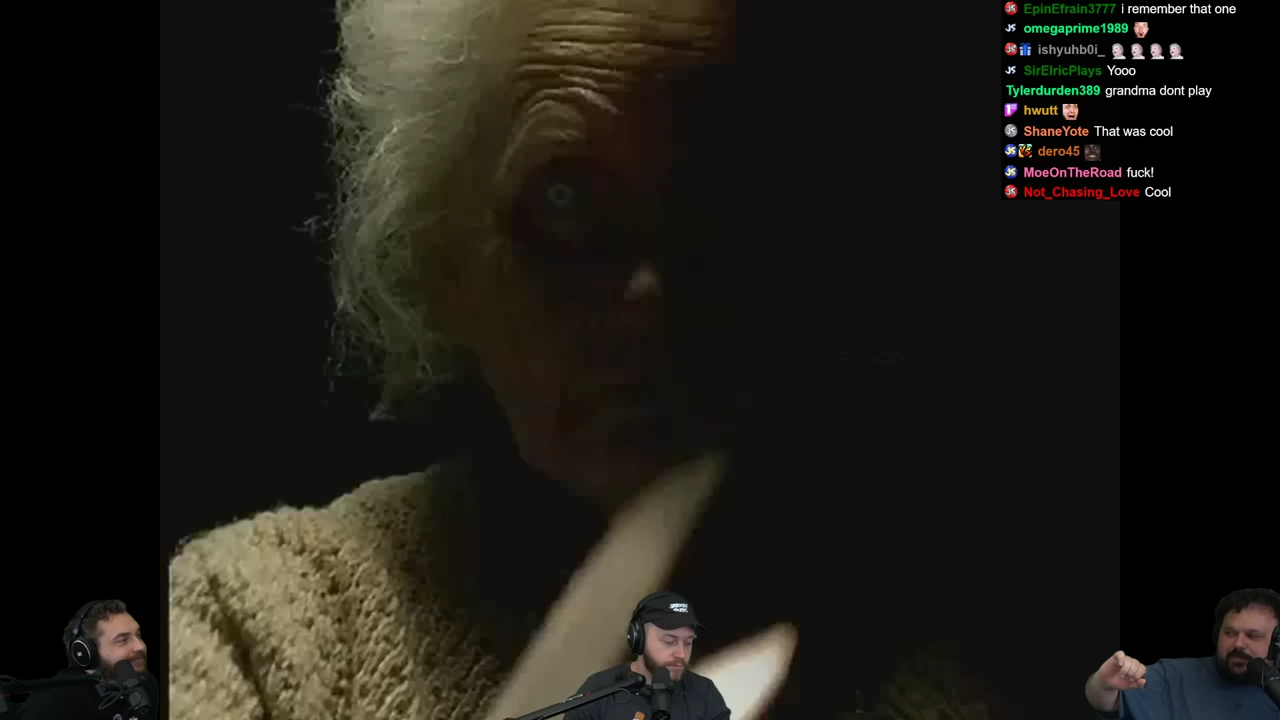 EpinEfrain3777 i remember that one
omegaprime1989
ishyuhb0i_
SirElricPlays Yooo
Tylerdurden389 grandma dont play
hwutt
ShaneYote That was cool
dero45
MoeOnTheRoad fuck!
Not_Chasing_Love Cool